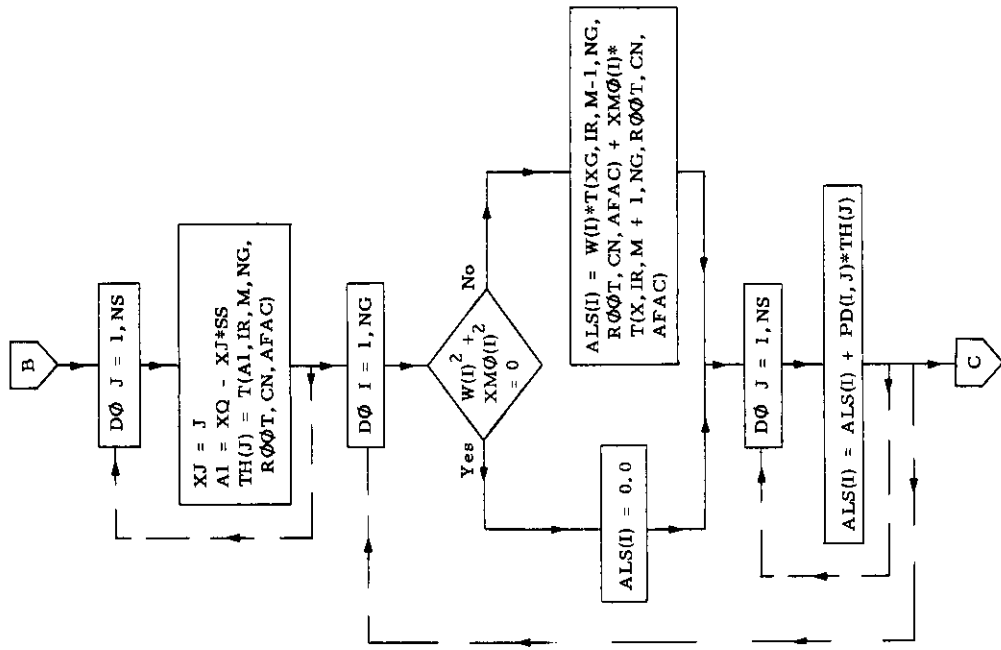 B
DØ J = 1, NS
XJ = J
A1 = XQ - XJ*SS
TH(J) = T(A1, IR, M, NG,
RØØT, CN, AFAC)
DØ I = 1, NG
W(I)² +
XMØ(I)²
= 0
Yes
No
ALS(I) = 0.0
ALS(I) = W(I)*T(XG, IR, M-1, NG,
RØØT, CN, AFAC) + XMØ(I)*
T(X, IR, M + 1, NG, RØØT, CN,
AFAC)
DØ J = 1, NS
ALS(I) = ALS(I) + PD(I, J)*TH(J)
C